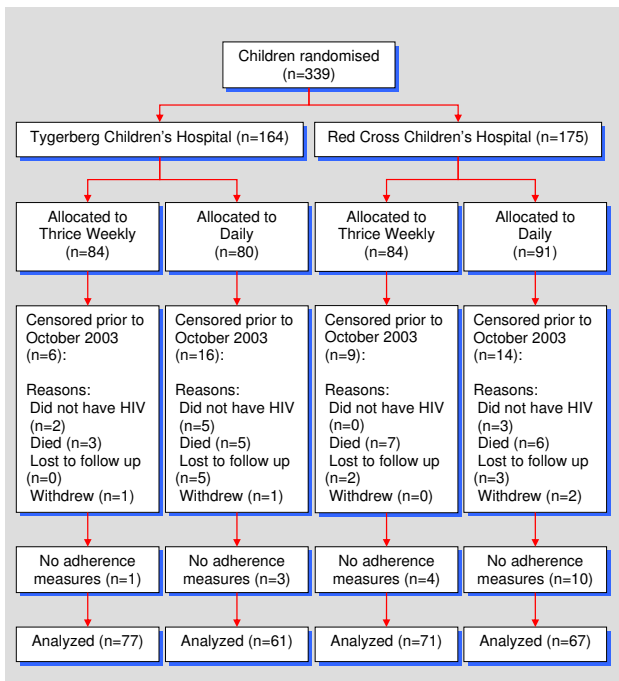 Children randomised
(n=339)
Tygerberg Children's Hospital (n=164)
Red Cross Children's Hospital (n=175)
Allocated to
Thrice Weekly
(n=84)
Allocated to
Daily
(n=80)
Allocated to
Thrice Weekly
(n=84)
Allocated to
Daily
(n=91)
Censored prior to
October 2003
(n=6):
Reasons:
Did not have HIV
(n=2)
Died (n=3)
Lost to follow up
(n=0)
Withdrew (n=1)
Censored prior to
October 2003
(n=16):
Reasons:
Did not have HIV
(n=5)
Died (n=5)
Lost to follow up
(n=5)
Withdrew (n=1)
Censored prior to
October 2003
(n=9):
Reasons:
Did not have HIV
(n=0)
Died (n=7)
Lost to follow up
(n=2)
Withdrew (n=0)
Censored prior to
October 2003
(n=14):
Reasons:
Did not have HIV
(n=3)
Died (n=6)
Lost to follow up
(n=3)
Withdrew (n=2)
No adherence
measures (n=1)
No adherence
measures (n=3)
No adherence
measures (n=4)
No adherence
measures (n=10)
Analyzed (n=77)
Analyzed (n=61)
Analyzed (n=71)
Analyzed (n=67)